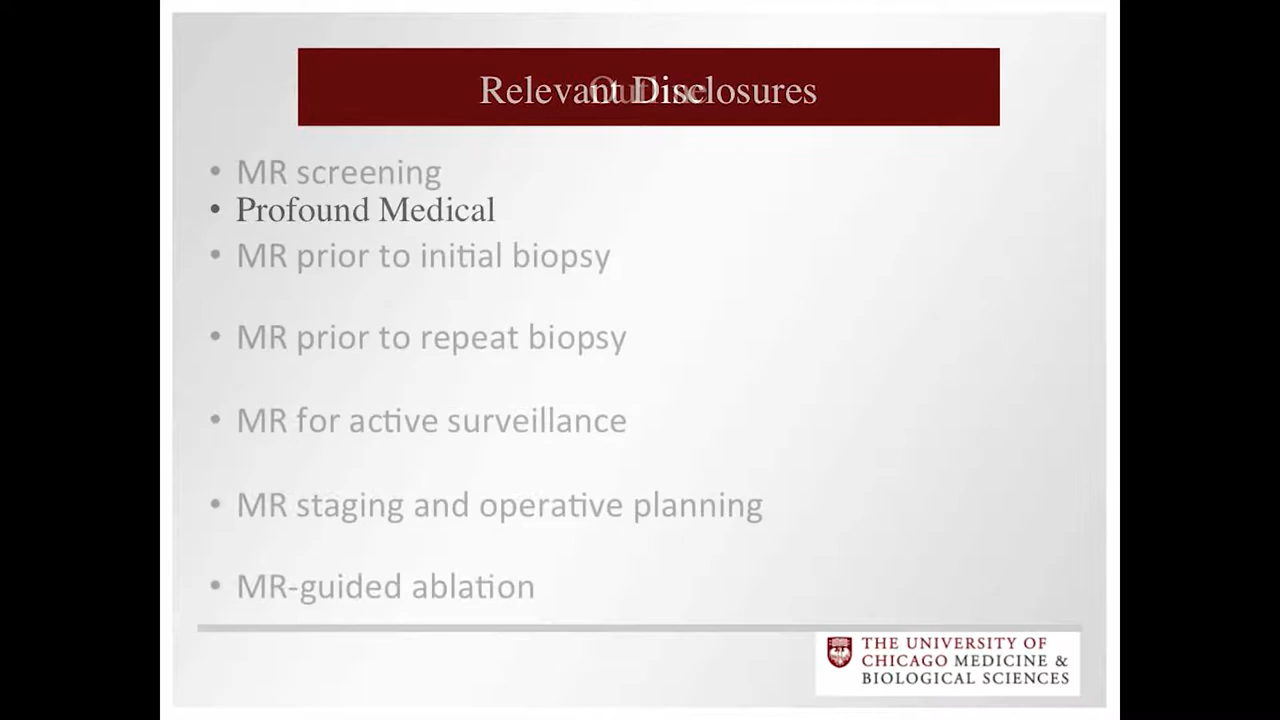 Relevant Disclosures
Outline
• MR screening
• Profound Medical
• MR prior to initial biopsy
• MR prior to repeat biopsy
• MR for active surveillance
• MR staging and operative planning
• MR-guided ablation
THE UNIVERSITY OF
CHICAGO MEDICINE &
BIOLOGICAL SCIENCES